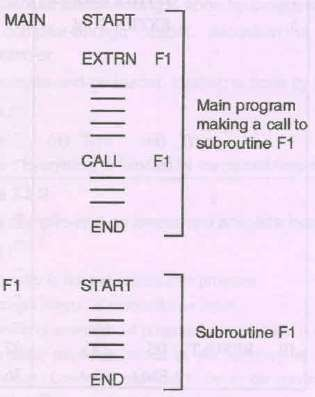 MAIN START
EXTRN F1
Main program
making a call to
subroutine F1
CALL F1
END
F1 START
Subroutine F1
END